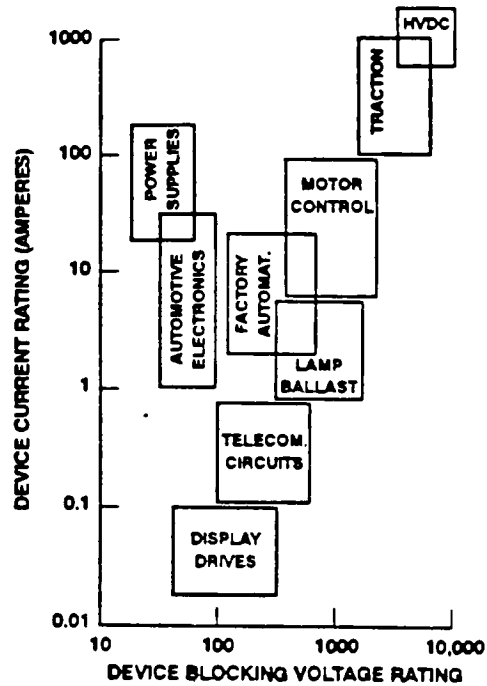 DEVICE CURRENT RATING (AMPERES)
1000
100
10
1
0.1
0.01
HVDC
TRACTION
POWER
SUPPLIES
MOTOR
CONTROL
AUTOMOTIVE
ELECTRONICS
FACTORY
AUTOMAT.
LAMP
BALLAST
TELECOM.
CIRCUITS
DISPLAY
DRIVES
10
100
1000
10,000
DEVICE BLOCKING VOLTAGE RATING